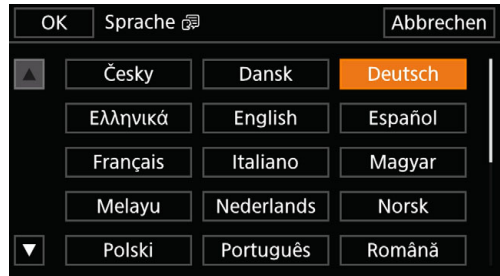 OK Sprache Abbrechen
Česky Dansk Deutsch
Ελληνικά English Español
Français Italiano Magyar
Melayu Nederlands Norsk
Polski Português Română